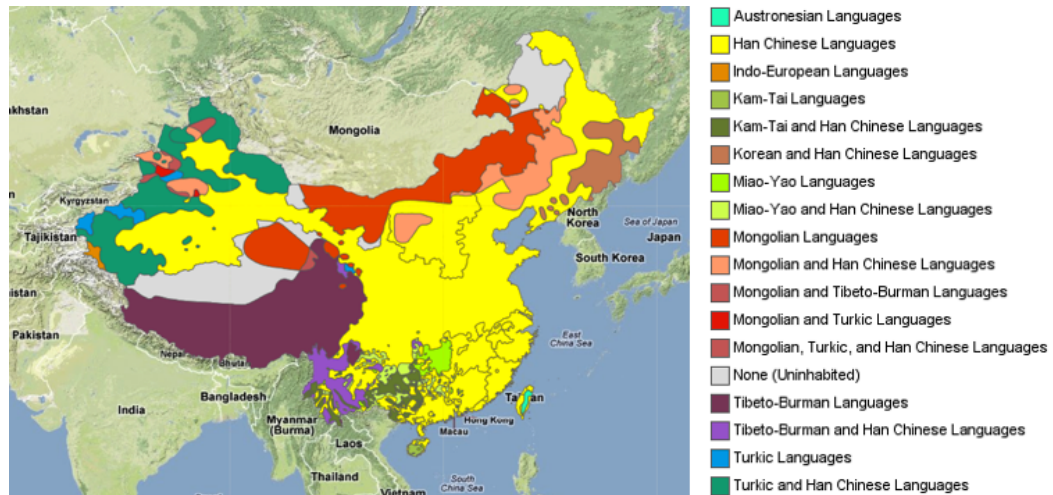 Mongolia
khstan
Kyrgyzstan
Tajikistan
nistan
Pakistan
Nepal
Bhutan
India
Bangladesh
Myanmar
(Burma)
Laos
Thailand
Vietnam
North
Korea
South Korea
Sea of Japan
Japan
East
China Sea
Taiwan
Hong Kong
Macau
South
China Sea
Austronesian Languages
Han Chinese Languages
Indo-European Languages
Kam-Tai Languages
Kam-Tai and Han Chinese Languages
Korean and Han Chinese Languages
Miao-Yao Languages
Miao-Yao and Han Chinese Languages
Mongolian Languages
Mongolian and Han Chinese Languages
Mongolian and Tibeto-Burman Languages
Mongolian and Turkic Languages
Mongolian, Turkic, and Han Chinese Languages
None (Uninhabited)
Tibeto-Burman Languages
Tibeto-Burman and Han Chinese Languages
Turkic Languages
Turkic and Han Chinese Languages